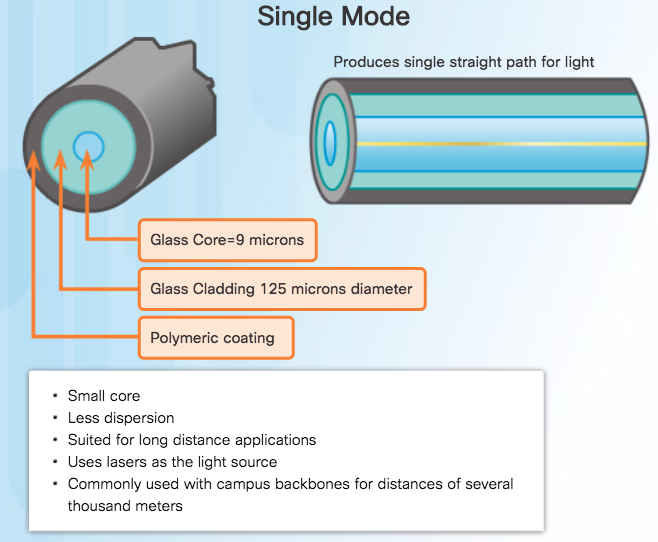 Single Mode
Produces single straight path for light
Glass Core=9 microns
Glass Cladding 125 microns diameter
Polymeric coating
• Small core
• Less dispersion
• Suited for long distance applications
• Uses lasers as the light source
• Commonly used with campus backbones for distances of several
thousand meters